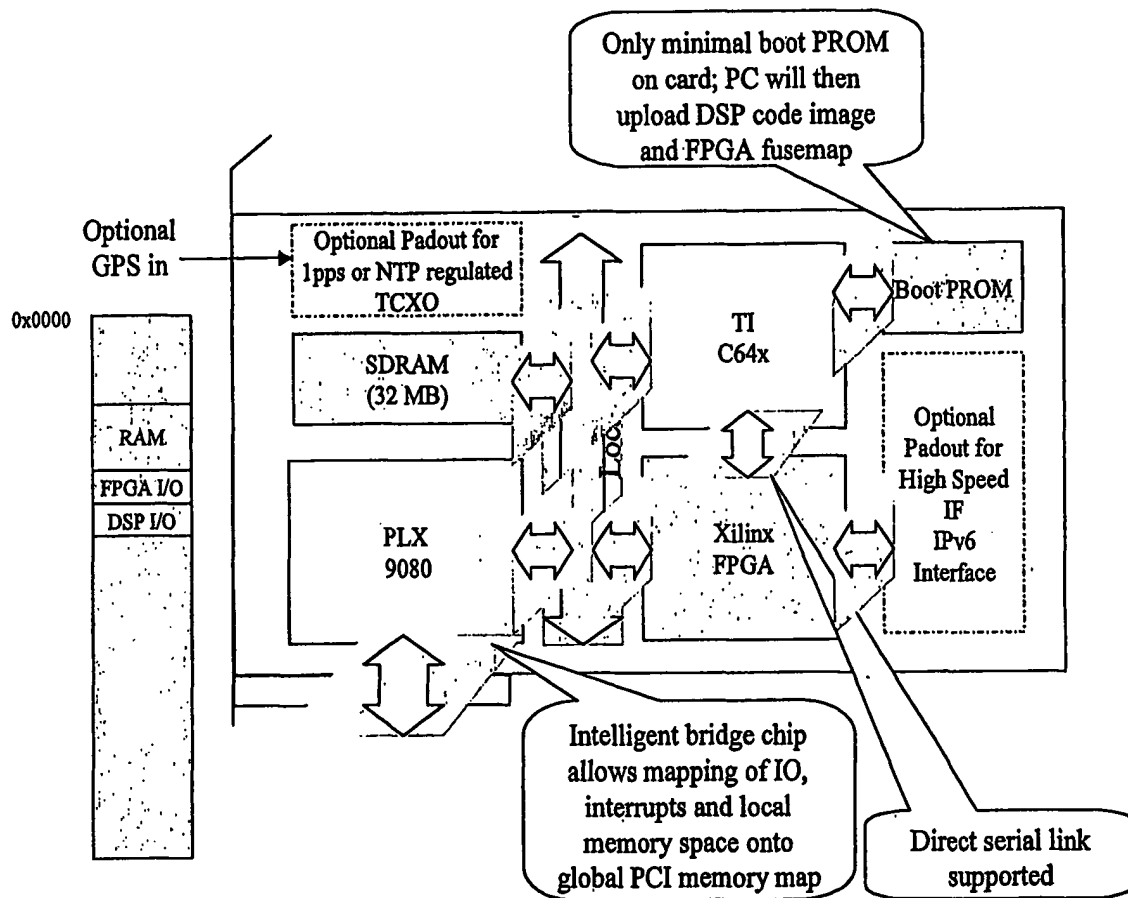 Only minimal boot PROM
on card; PC will then
upload DSP code image
and FPGA fusemap
Optional
GPS in
Optional Padout for
1pps or NTP regulated
TCXO
Boot PROM
TI
C64x
0x0000
SDRAM
(32 MB)
RAM
FPGA I/O
DSP I/O
Optional
Padout for
High Speed
IF
IPv6
Interface
PLX
9080
Xilinx
FPGA
Intelligent bridge chip
allows mapping of IO,
interrupts and local
memory space onto
global PCI memory map
Direct serial link
supported